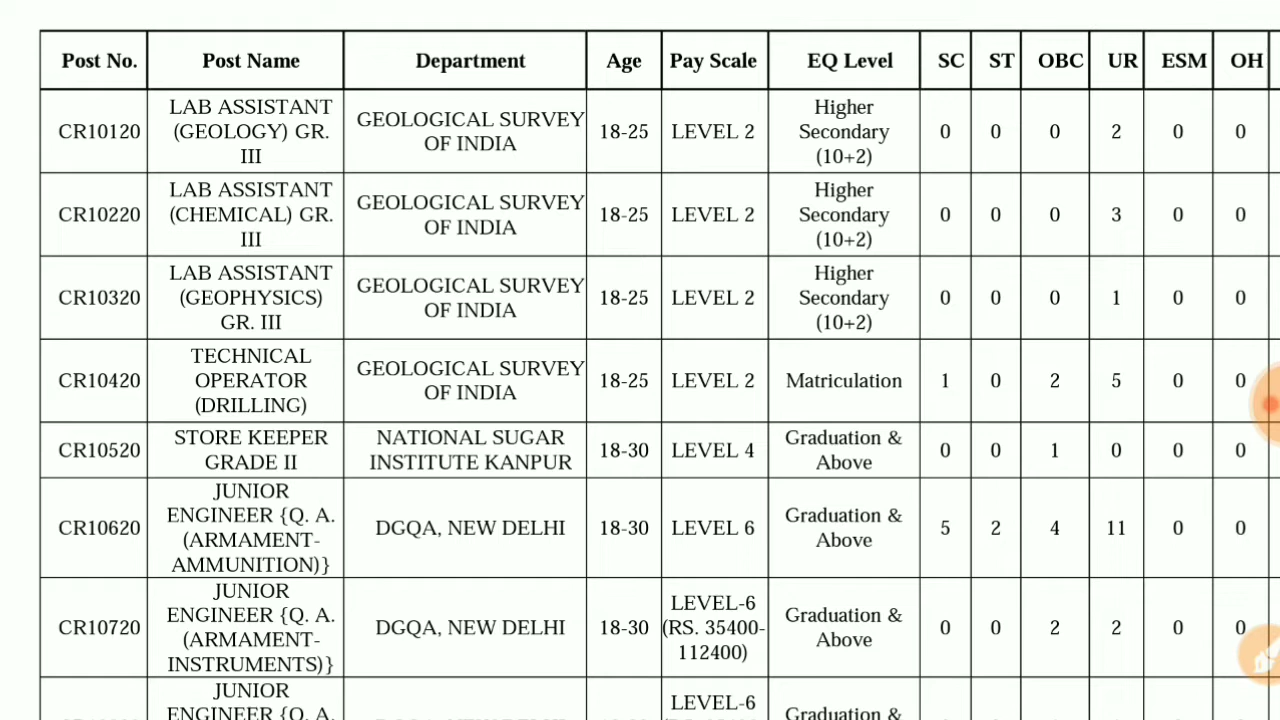 Post No. Post Name Department Age Pay Scale EQ Level SC ST OBC UR ESM OH
LAB ASSISTANT Higher
GEOLOGICAL SURVEY
CR10120 (GEOLOGY) GR. 18-25 LEVEL 2 Secondary 0 0 0 2 0 0
OF INDIA
III (10+2)
LAB ASSISTANT Higher
GEOLOGICAL SURVEY
CR10220 (CHEMICAL) GR. 18-25 LEVEL 2 Secondary 0 0 0 3 0 0
OF INDIA
III (10+2)
LAB ASSISTANT Higher
GEOLOGICAL SURVEY
CR10320 (GEOPHYSICS) 18-25 LEVEL 2 Secondary 0 0 0 1 0 0
OF INDIA
GR. III (10+2)
TECHNICAL
GEOLOGICAL SURVEY
CR10420 OPERATOR 18-25 LEVEL 2 Matriculation 1 0 2 5 0 0
OF INDIA
(DRILLING)
STORE KEEPER NATIONAL SUGAR Graduation &
CR10520 18-30 LEVEL 4 0 0 1 0 0 0
GRADE II INSTITUTE KANPUR Above
JUNIOR
ENGINEER {Q. A. Graduation &
CR10620 DGQA, NEW DELHI 18-30 LEVEL 6 5 2 4 11 0 0
(ARMAMENT- Above
AMMUNITION)}
JUNIOR
LEVEL-6
ENGINEER {Q. A. Graduation &
CR10720 DGQA, NEW DELHI 18-30 (RS. 35400- 0 0 2 2 0 0
(ARMAMENT- Above
112400)
INSTRUMENTS)}
JUNIOR
LEVEL-6
ENGINEER {Q. A. Graduation &